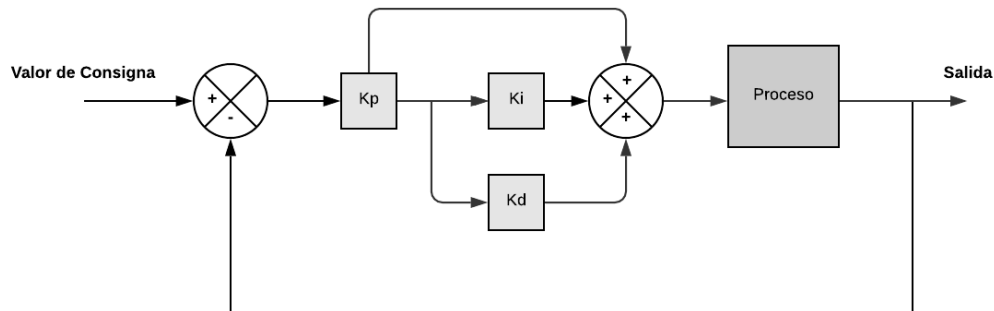 Valor de Consigna
Salida
+
-
Kp
Ki
Kd
+
+
+
Proceso